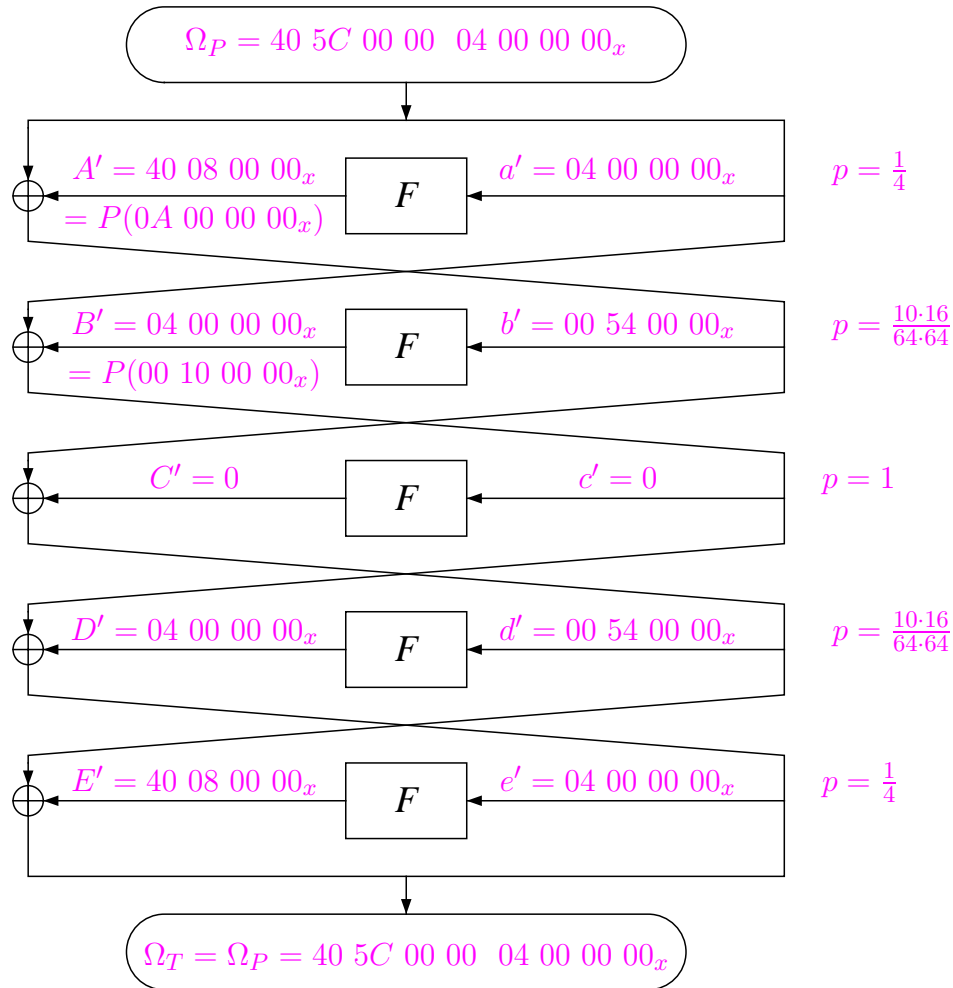 Ω_P = 40 5C 00 00 04 00 00 00_x
A′ = 40 08 00 00_x F a′ = 04 00 00 00_x p = 1/4
= P(0A 00 00 00_x)
B′ = 04 00 00 00_x F b′ = 00 54 00 00_x p = 10·16/64·64
= P(00 10 00 00_x)
C′ = 0 F c′ = 0 p = 1
D′ = 04 00 00 00_x F d′ = 00 54 00 00_x p = 10·16/64·64
E′ = 40 08 00 00_x F e′ = 04 00 00 00_x p = 1/4
Ω_T = Ω_P = 40 5C 00 00 04 00 00 00_x